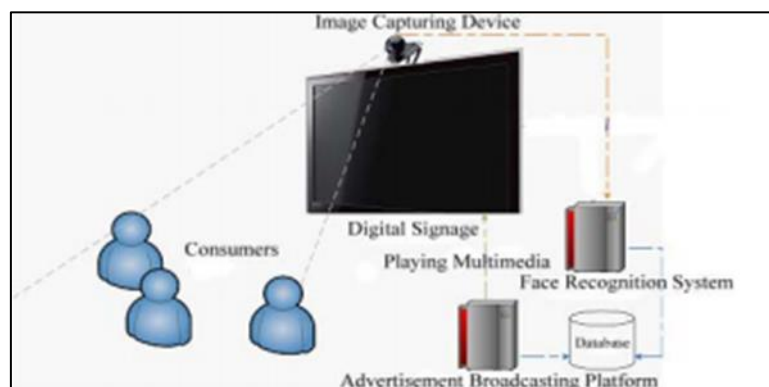 Image Capturing Device
Digital Signage
Consumers
Playing Multimedia
Face Recognition System
Database
Advertisement Broadcasting Platform